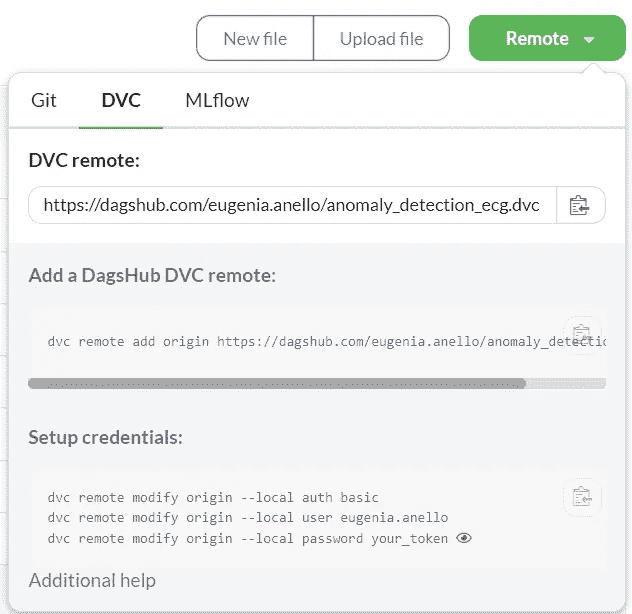 New file
Upload file
Remote
Git
DVC
MLflow
DVC remote:
https://dagshub.com/eugenia.anello/anomaly_detection_ecg.dvc
Add a DagsHub DVC remote:
dvc remote add origin https://dagshub.com/eugenia.anello/anomaly_detectio
Setup credentials:
dvc remote modify origin --local auth basic
dvc remote modify origin --local user eugenia.anello
dvc remote modify origin --local password your_token
Additional help